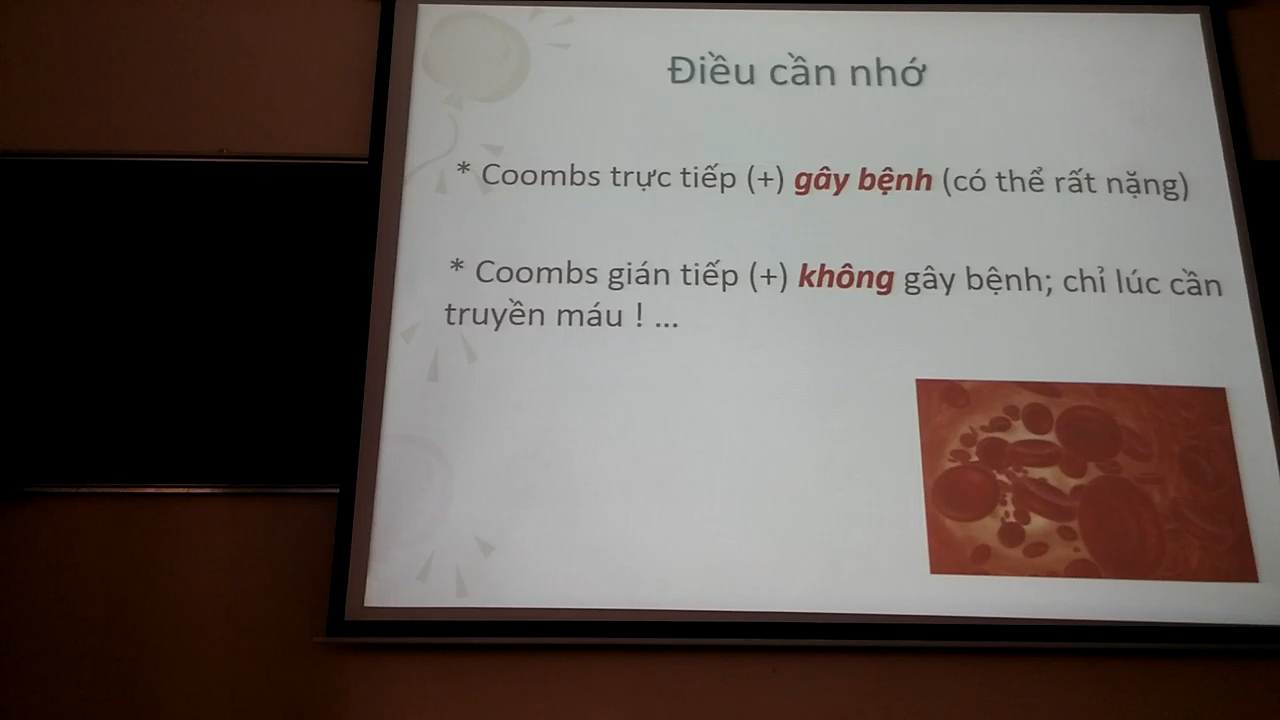 Điều cần nhớ
* Coombs trực tiếp (+) gây bệnh (có thể rất nặng)
* Coombs gián tiếp (+) không gây bệnh; chỉ lúc cần
truyền máu ! ...